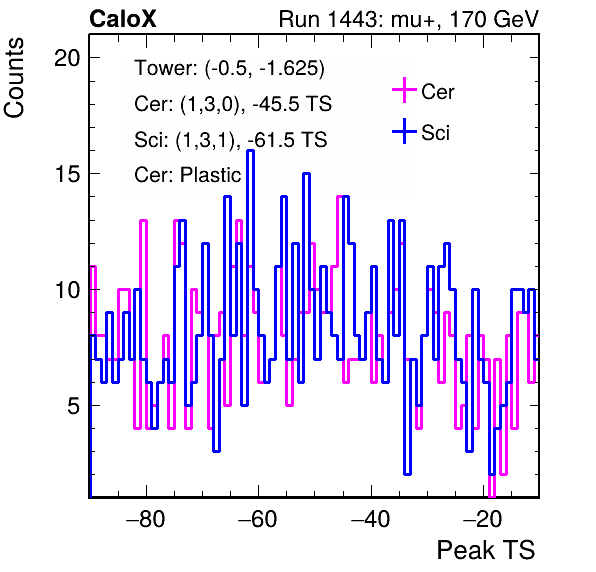 CaloX Run 1443: mu+, 170 GeV
Counts
20
15
10
5
Tower: (-0.5, -1.625)
Cer: (1,3,0), -45.5 TS
Sci: (1,3,1), -61.5 TS
Cer: Plastic
Cer
Sci
−80 −60 −40 −20
Peak TS